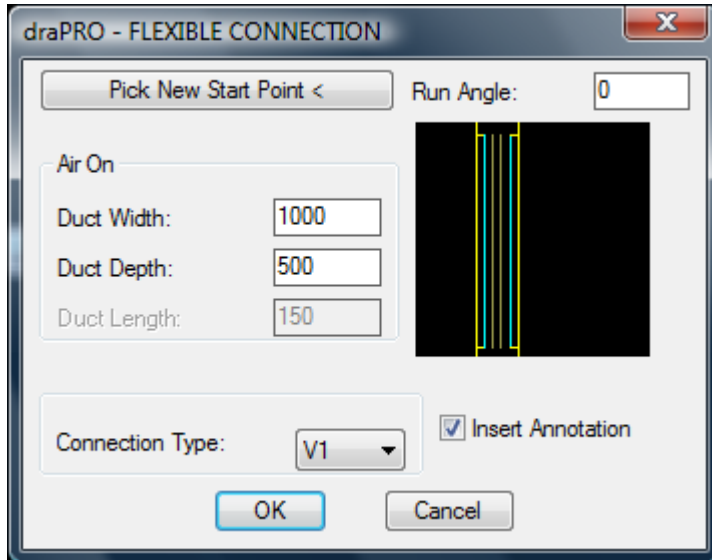 draPRO - FLEXIBLE CONNECTION
Pick New Start Point <
Run Angle: 0
Air On
Duct Width: 1000
Duct Depth: 500
Duct Length: 150
Connection Type: V1
Insert Annotation
OK Cancel